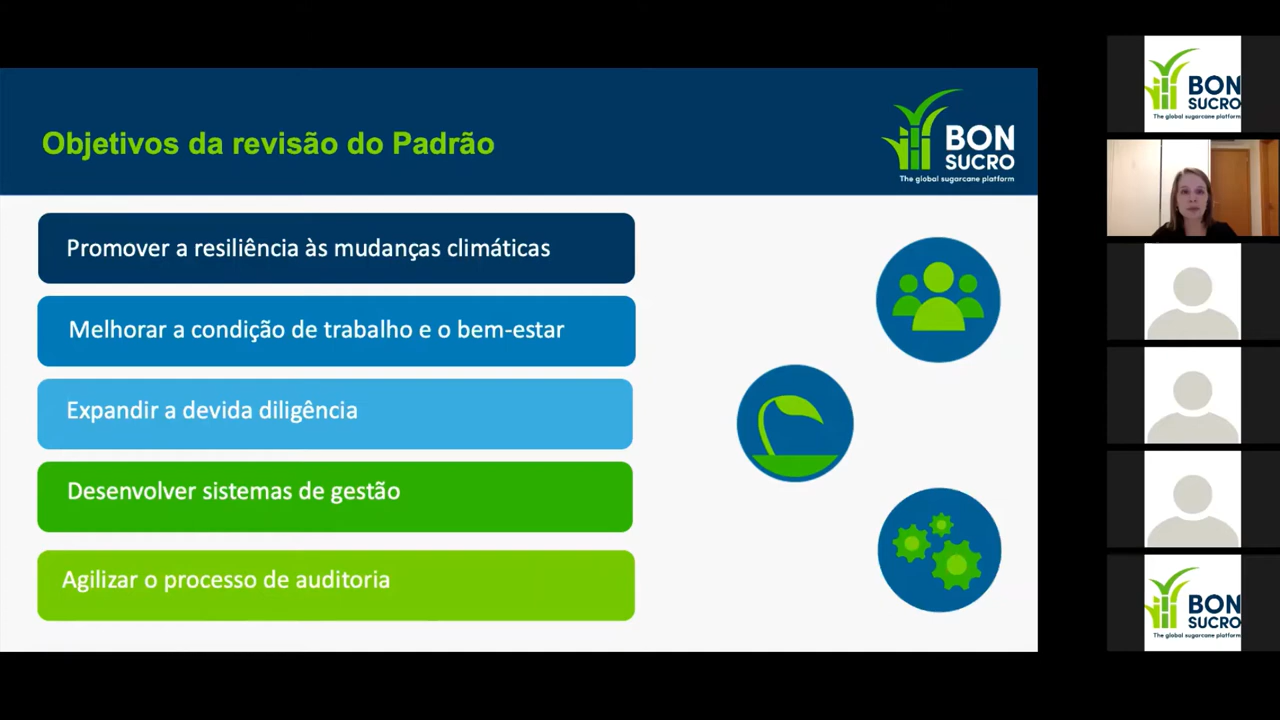 Objetivos da revisão do Padrão
BON
SUCRO
The global sugarcane platform
Promover a resiliência às mudanças climáticas
Melhorar a condição de trabalho e o bem-estar
Expandir a devida diligência
Desenvolver sistemas de gestão
Agilizar o processo de auditoria
BON
SUCRO
The global sugarcane platform
BON
SUCRO
The global sugarcane platform